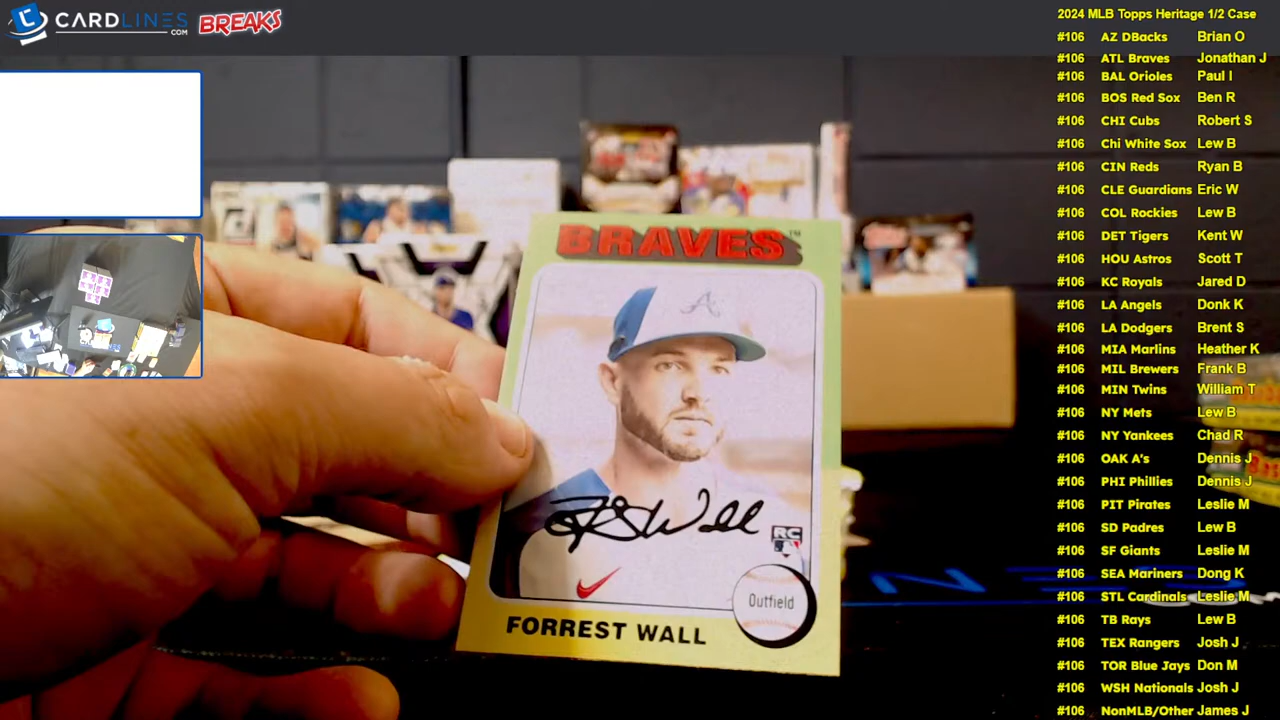 CARDLINES
.COM
BREAKS
2024 MLB Topps Heritage 1/2 Case
#106 AZ DBacks Brian O
#106 ATL Braves Jonathan J
#106 BAL Orioles Paul I
#106 BOS Red Sox Ben R
#106 CHI Cubs Robert S
#106 Chi White Sox Lew B
#106 CIN Reds Ryan B
#106 CLE Guardians Eric W
#106 COL Rockies Lew B
#106 DET Tigers Kent W
#106 HOU Astros Scott T
#106 KC Royals Jared D
#106 LA Angels Donk K
#106 LA Dodgers Brent S
#106 MIA Marlins Heather K
#106 MIL Brewers Frank B
#106 MIN Twins William T
#106 NY Mets Lew B
#106 NY Yankees Chad R
#106 OAK A's Dennis J
#106 PHI Phillies Dennis J
#106 PIT Pirates Leslie M
#106 SD Padres Lew B
#106 SF Giants Leslie M
#106 SEA Mariners Dong K
#106 STL Cardinals Leslie M
#106 TB Rays Lew B
#106 TEX Rangers Josh J
#106 TOR Blue Jays Don M
#106 WSH Nationals Josh J
#106 NonMLB/Other James J
BRAVES™
A
RC
Outfield
FORREST WALL